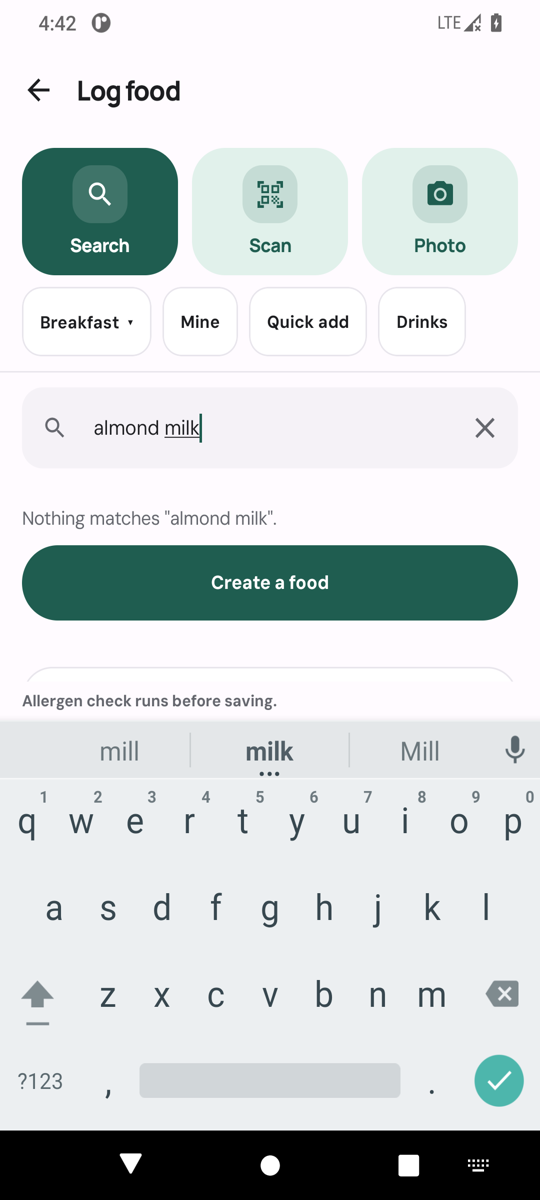 4:42
LTE
Log food
Search
Scan
Photo
Breakfast
Mine
Quick add
Drinks
almond milk
Nothing matches "almond milk".
Create a food
Allergen check runs before saving.
mill milk Mill
1 2 3 4 5 6 7 8 9 0
q w e r t y u i o p
a s d f g h j k l
z x c v b n m
?123 , .